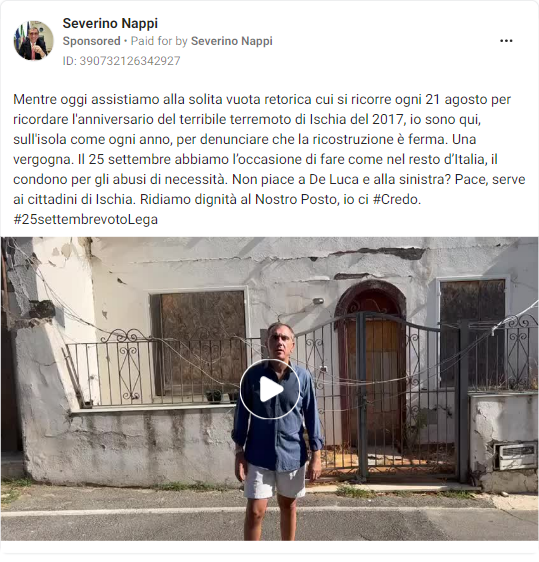 Severino Nappi
Sponsored • Paid for by Severino Nappi
ID: 390732126342927
Mentre oggi assistiamo alla solita vuota retorica cui si ricorre ogni 21 agosto per
ricordare l'anniversario del terribile terremoto di Ischia del 2017, io sono qui,
sull'isola come ogni anno, per denunciare che la ricostruzione è ferma. Una
vergogna. Il 25 settembre abbiamo l’occasione di fare come nel resto d’Italia, il
condono per gli abusi di necessità. Non piace a De Luca e alla sinistra? Pace, serve
ai cittadini di Ischia. Ridiamo dignità al Nostro Posto, io ci #Credo.
#25settembrevotoLega